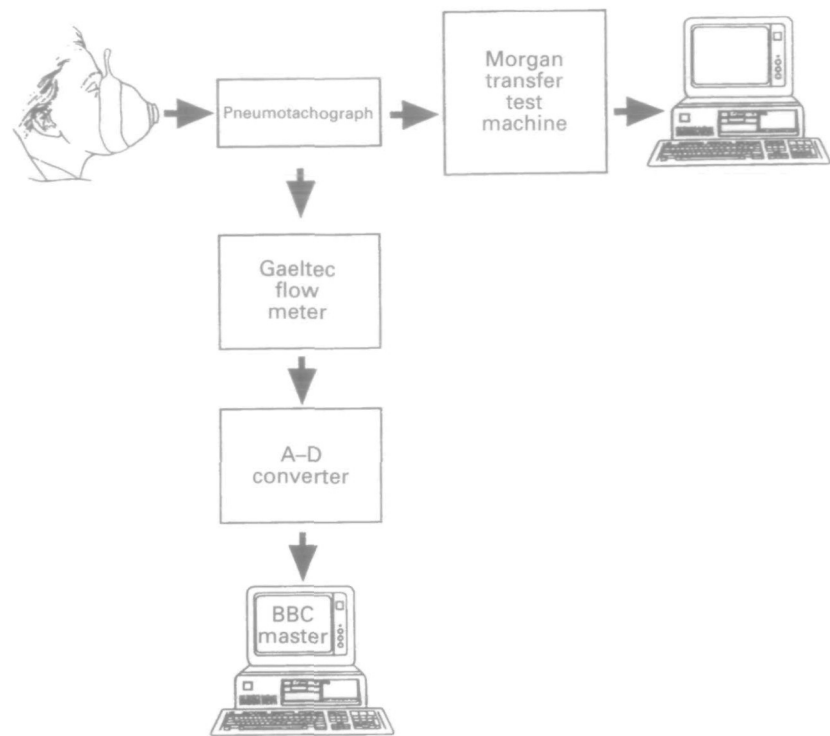 Pneumotachograph
Morgan
transfer
test
machine
Gaeltec
flow
meter
A–D
converter
BBC
master